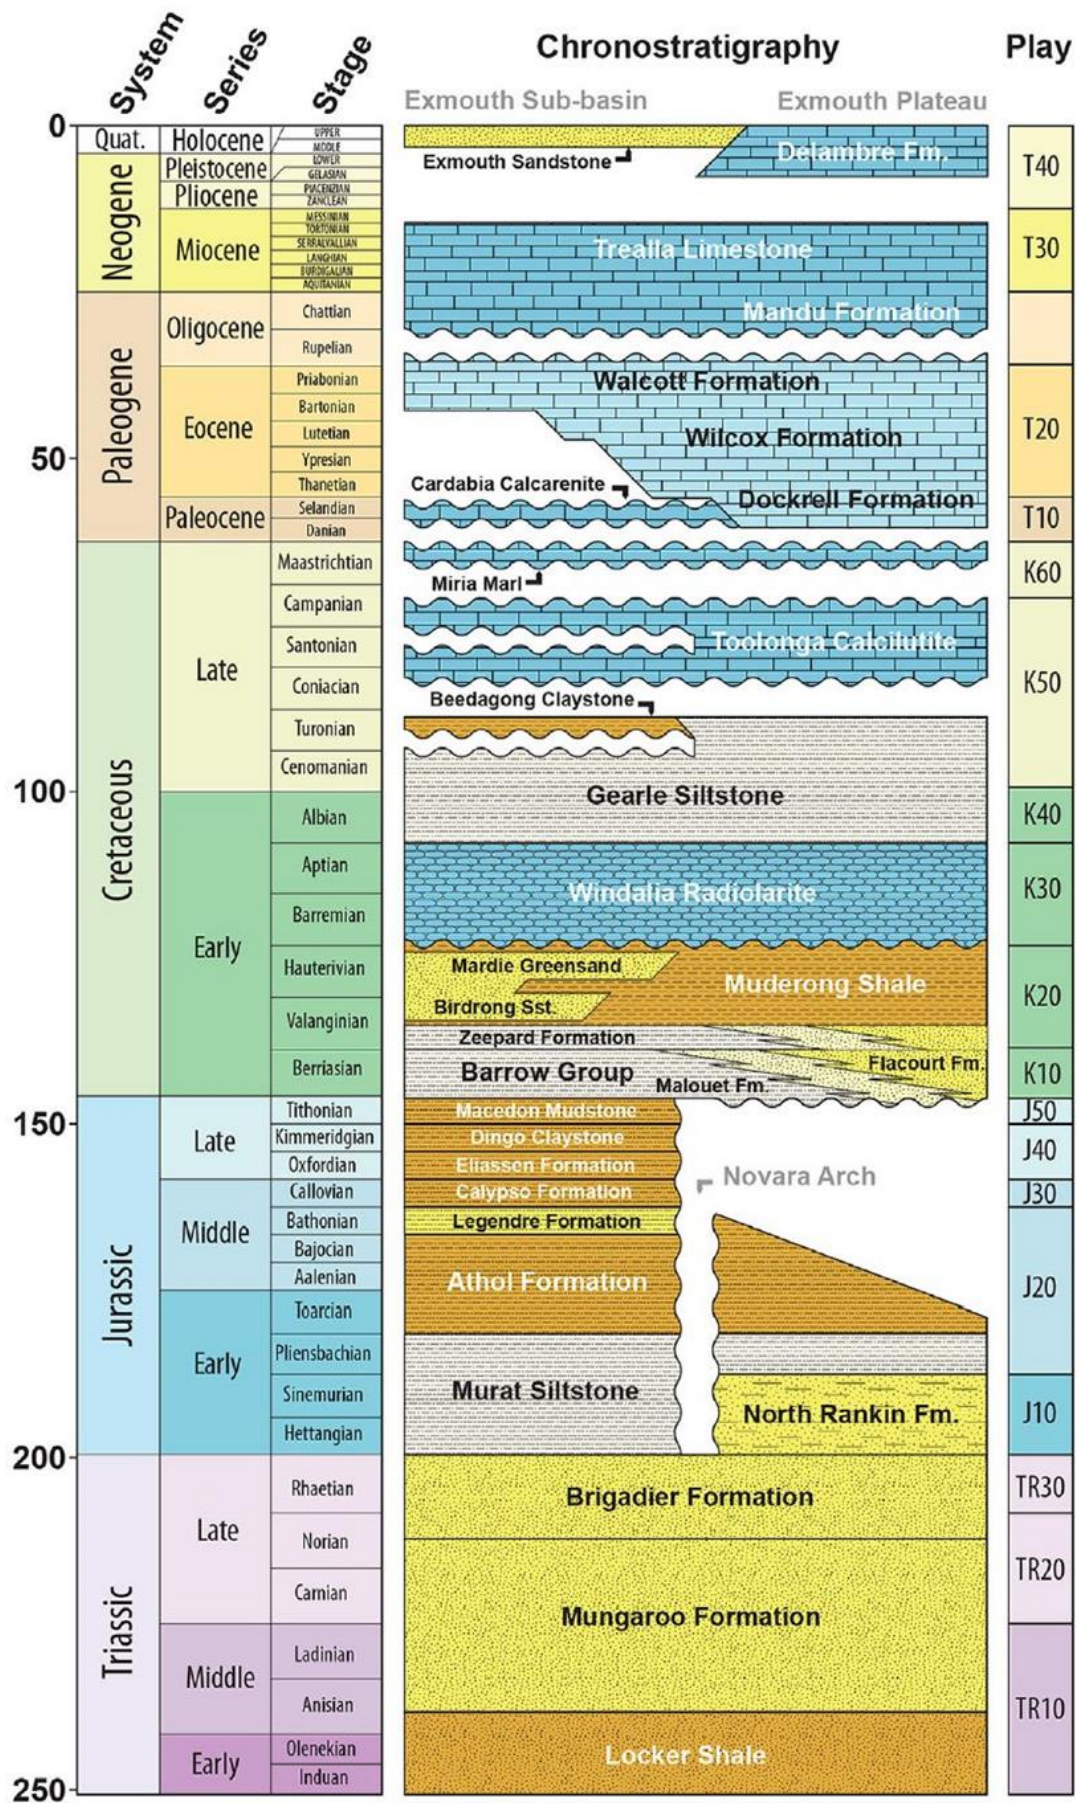 System
Series
Stage
Chronostratigraphy
Play
Exmouth Sub-basin
Exmouth Plateau
0
50
100
150
200
250
Quat.
Neogene
Paleogene
Cretaceous
Jurassic
Triassic
Holocene
Pleistocene
Pliocene
Miocene
Oligocene
Eocene
Paleocene
Late
Early
Late
Middle
Early
Late
Middle
Early
UPPER
MDDLE
LOWER
GELASIAN
PIACENZIAN
ZANCLEAN
MESSINIAN
TORTONIAN
SERRALVALLIAN
LANGHIAN
BURDIGALIAN
AQUITANIAN
Chattian
Rupelian
Priabonian
Bartonian
Lutetian
Ypresian
Thanetian
Selandian
Danian
Maastrichtian
Campanian
Santonian
Coniacian
Turonian
Cenomanian
Albian
Aptian
Barremian
Hauterivian
Valanginian
Berriasian
Tithonian
Kimmeridgian
Oxfordian
Callovian
Bathonian
Bajocian
Aalenian
Toarcian
Pliensbachian
Sinemurian
Hettangian
Rhaetian
Norian
Carnian
Ladinian
Anisian
Olenekian
Induan
Exmouth Sandstone
Delambre Fm.
Trealla Limestone
Mandu Formation
Walcott Formation
Wilcox Formation
Cardabia Calcarenite
Dockrell Formation
Miria Marl
Toolonga Calcilutite
Beedagong Claystone
Gearle Siltstone
Windalia Radiolarite
Mardie Greensand
Muderong Shale
Birdrong Sst.
Zeepard Formation
Flacourt Fm.
Barrow Group
Malouet Fm.
Macedon Mudstone
Dingo Claystone
Eliassen Formation
Novara Arch
Calypso Formation
Legendre Formation
Athol Formation
Murat Siltstone
North Rankin Fm.
Brigadier Formation
Mungaroo Formation
Locker Shale
T40
T30
T20
T10
K60
K50
K40
K30
K20
K10
J50
J40
J30
J20
J10
TR30
TR20
TR10